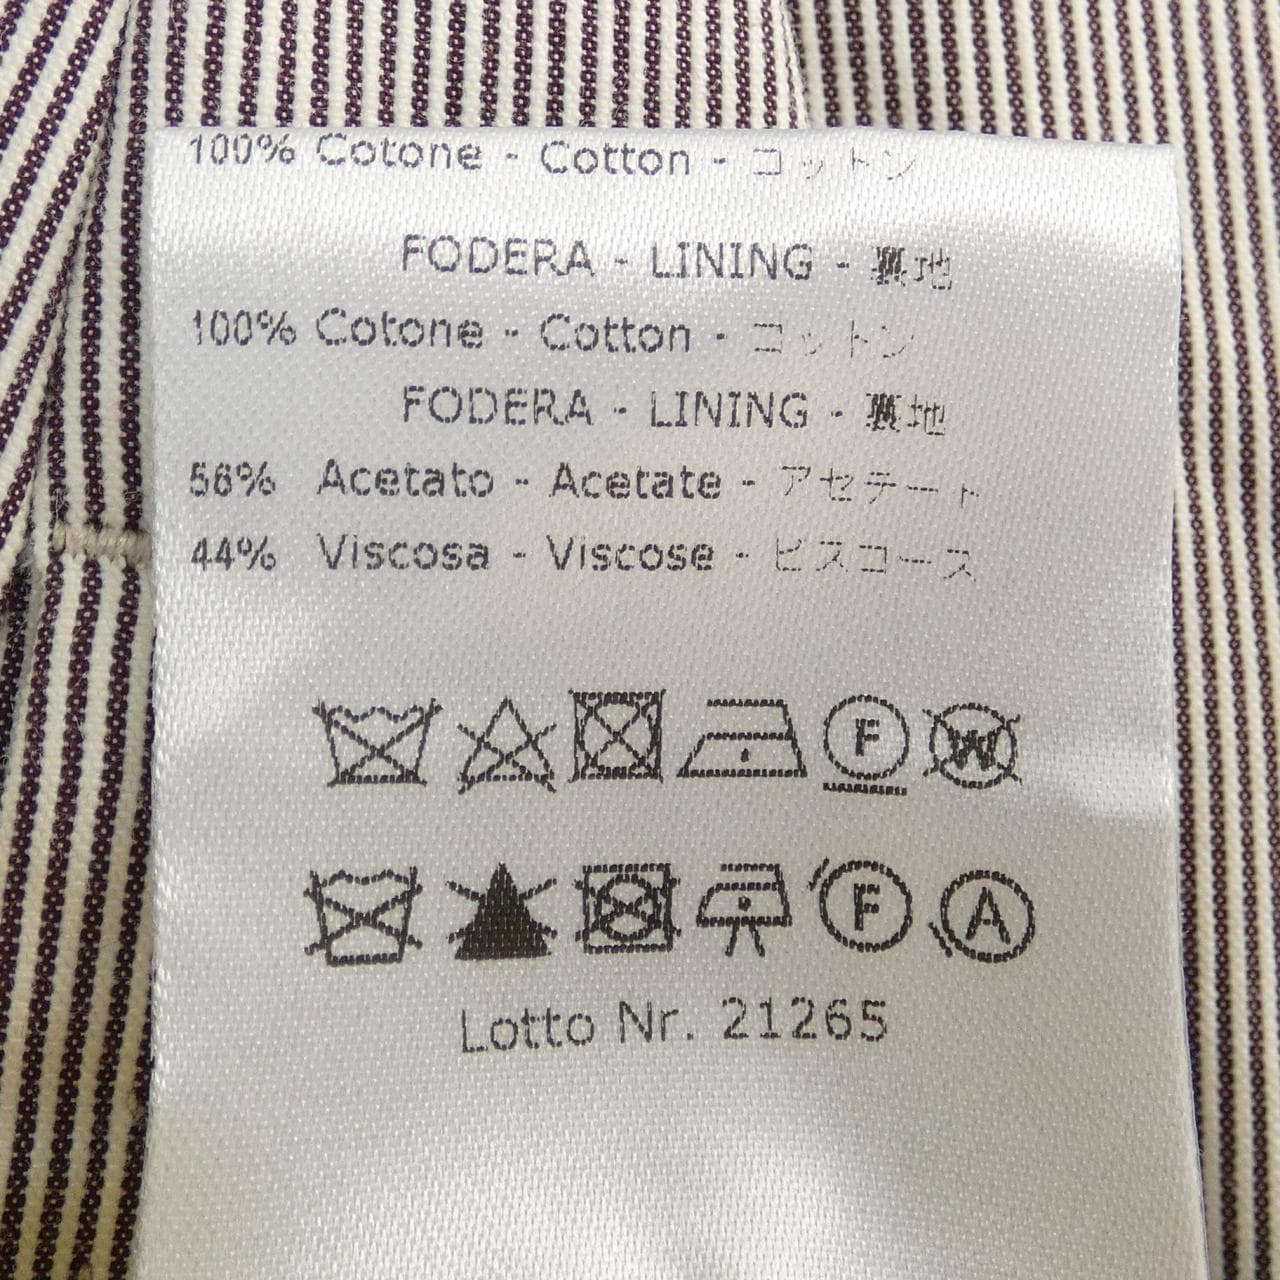 100% Cotone - Cotton - コットン
FODERA - LINING - 裏地
100% Cotone - Cotton - コットン
FODERA - LINING - 裏地
56% Acetato - Acetate - アセテート
44% Viscosa - Viscose - ビスコース
F W
F A
Lotto Nr. 21265